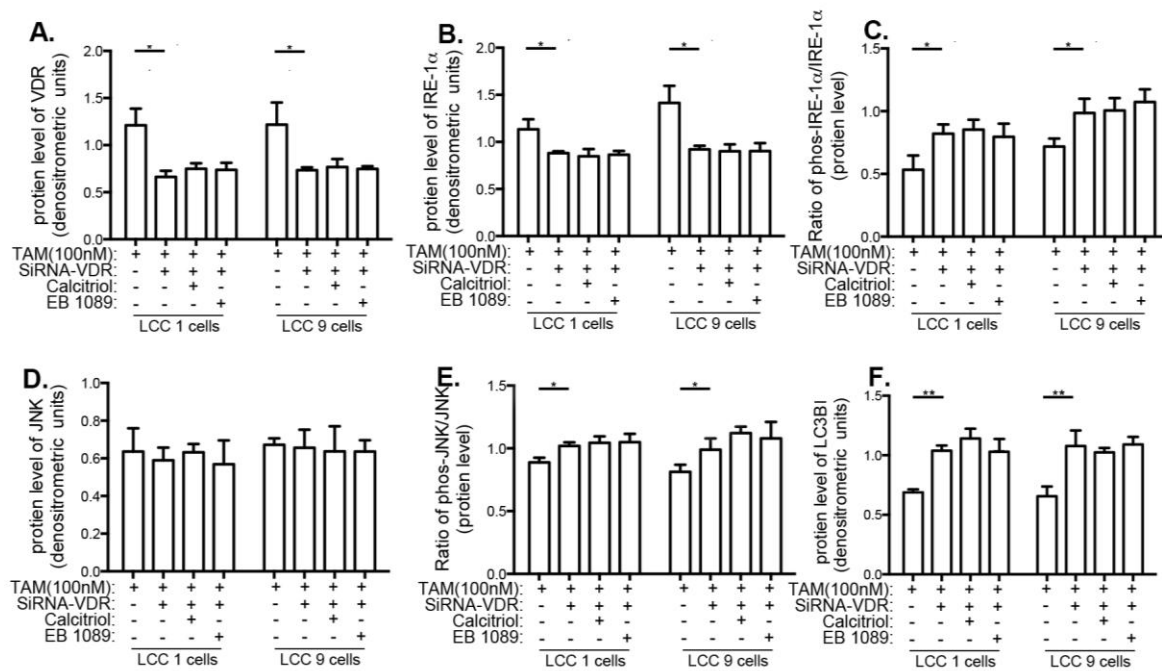 A.
protien level of VDR
(denositrometric units)
2.0
1.5
1.0
0.5
0.0
*
*
TAM(100nM): + + + + + + + +
SiRNA-VDR: - + + + - + + +
Calcitriol: - - + - - - + -
EB 1089: - - - + - - - +
LCC 1 cells
LCC 9 cells
B.
protien level of IRE-1α
(denositrometric units)
2.0
1.5
1.0
0.5
0.0
*
*
TAM(100nM): + + + + + + + +
SiRNA-VDR: - + + + - + + +
Calcitriol: - - + - - - + -
EB 1089: - - - + - - - +
LCC 1 cells
LCC 9 cells
C.
Ratio of phos-IRE-1α/IRE-1α
(protien level)
1.5
1.0
0.5
0.0
*
*
TAM(100nM): + + + + + + + +
SiRNA-VDR: - + + + - + + +
Calcitriol: - - + - - - + -
EB 1089: - - - + - - - +
LCC 1 cells
LCC 9 cells
D.
protien level of JNK
(denositrometric units)
1.0
0.8
0.6
0.4
0.2
0.0
TAM(100nM): + + + + + + + +
SiRNA-VDR: - + + + - + + +
Calcitriol: - - + - - - + -
EB 1089: - - - + - - - +
LCC 1 cells
LCC 9 cells
E.
Ratio of phos-JNK/JNK
(protien level)
1.5
1.0
0.5
0.0
*
*
TAM(100nM): + + + + + + + +
SiRNA-VDR: - + + + - + + +
Calcitriol: - - + - - - + -
EB 1089: - - - + - - - +
LCC 1 cells
LCC 9 cells
F.
protien level of LC3BI
(denositrometric units)
1.5
1.0
0.5
0.0
**
**
TAM(100nM): + + + + + + + +
SiRNA-VDR: - + + + - + + +
Calcitriol: - - + - - - + -
EB 1089: - - - + - - - +
LCC 1 cells
LCC 9 cells